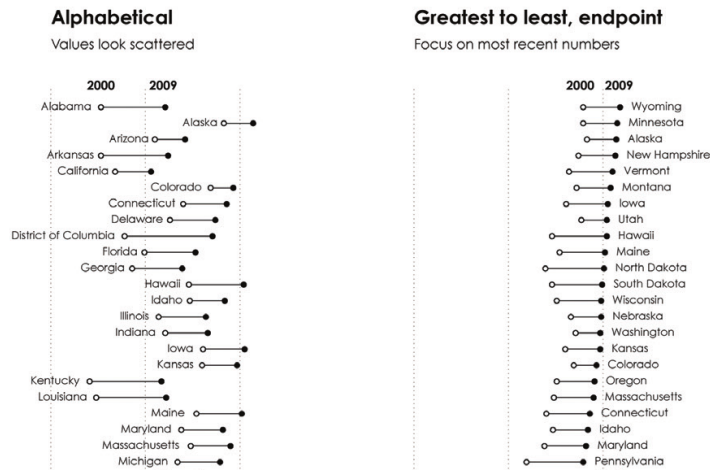 Alphabetical
Values look scattered
2000 2009
Alabama
Alaska
Arizona
Arkansas
California
Colorado
Connecticut
Delaware
District of Columbia
Florida
Georgia
Hawaii
Idaho
Illinois
Indiana
Iowa
Kansas
Kentucky
Louisiana
Maine
Maryland
Massachusetts
Michigan
Greatest to least, endpoint
Focus on most recent numbers
2000 2009
Wyoming
Minnesota
Alaska
New Hampshire
Vermont
Montana
Iowa
Utah
Hawaii
Maine
North Dakota
South Dakota
Wisconsin
Nebraska
Washington
Kansas
Colorado
Oregon
Massachusetts
Connecticut
Idaho
Maryland
Pennsylvania